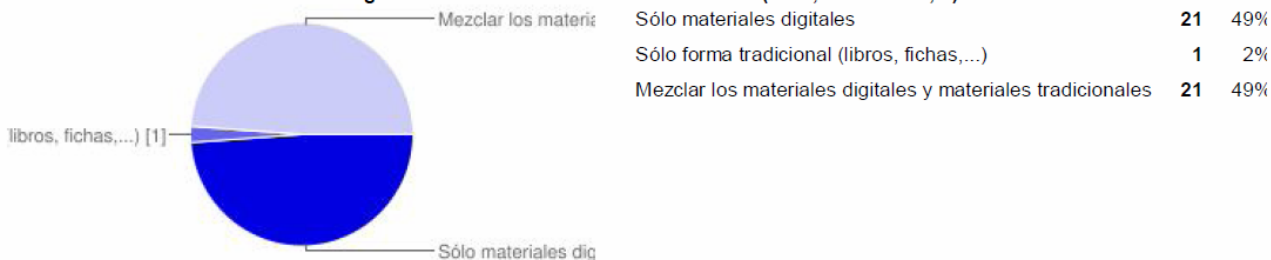 Mezclar los materia
libros, fichas,...) [1]
Sólo materiales dig
Sólo materiales digitales 21 49%
Sólo forma tradicional (libros, fichas,...) 1 2%
Mezclar los materiales digitales y materiales tradicionales 21 49%